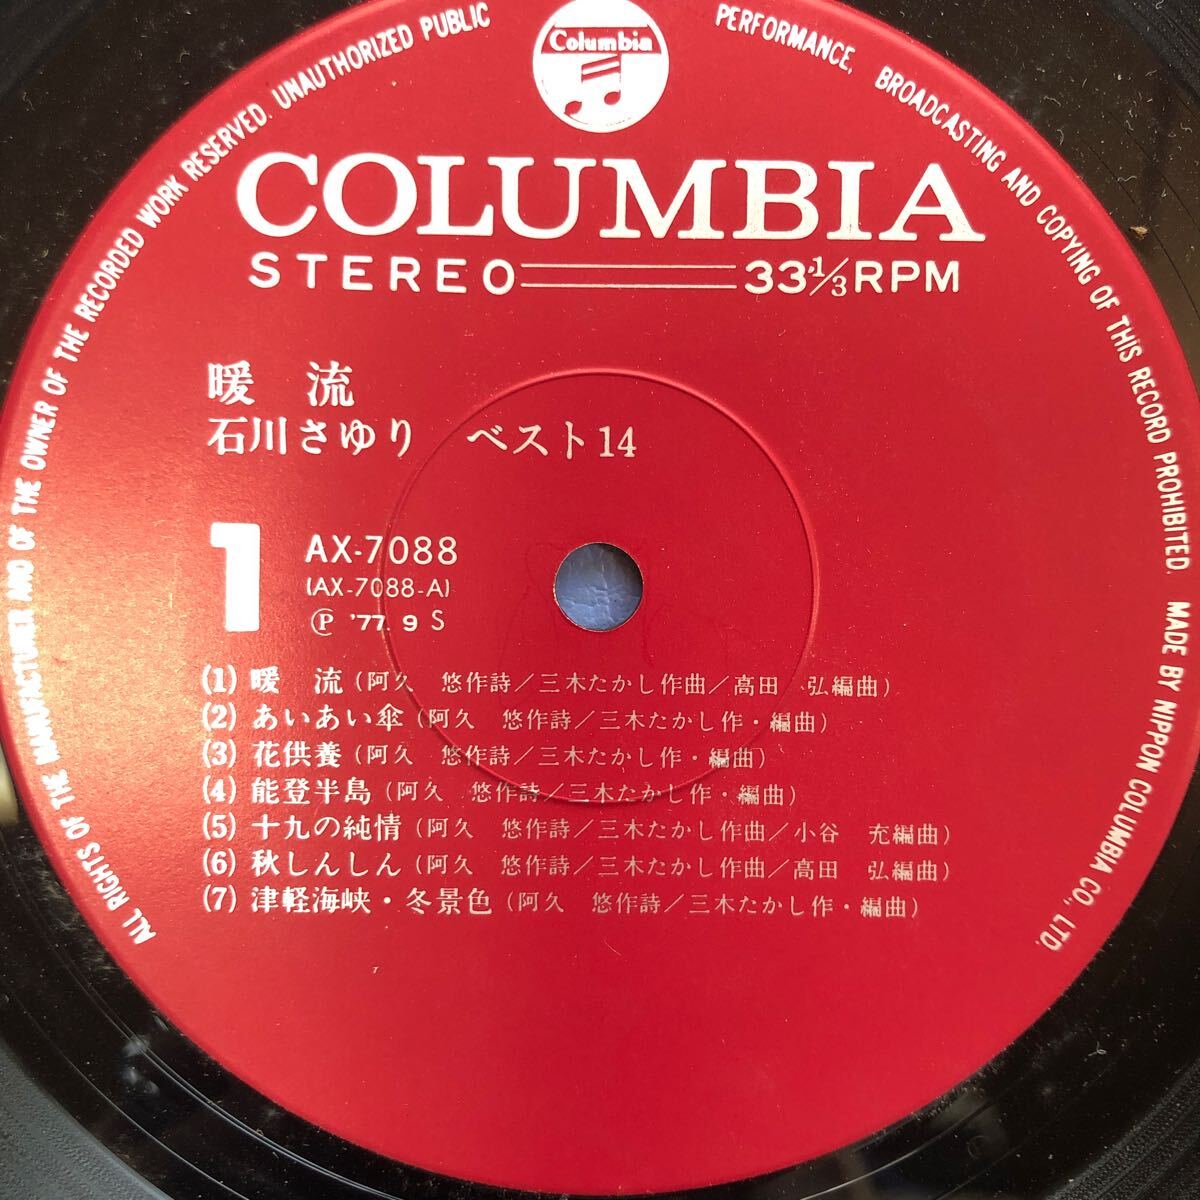 Columbia
COLUMBIA
STEREO 33 1/3 RPM
暖 流
石川さゆり ベスト14
1
AX-7088
(AX-7088-A)
Ⓟ '77. 9 S
(1) 暖 流 (阿久 悠作詩/三木たかし作曲/高田 弘編曲)
(2) あいあい傘 (阿久 悠作詩/三木たかし作・編曲)
(3) 花供養 (阿久 悠作詩/三木たかし作・編曲)
(4) 能登半島 (阿久 悠作詩/三木たかし作・編曲)
(5) 十九の純情 (阿久 悠作詩/三木たかし作曲/小谷 充編曲)
(6) 秋しんしん (阿久 悠作詩/三木たかし作曲/高田 弘編曲)
(7) 津軽海峡・冬景色 (阿久 悠作詩/三木たかし作・編曲)
ALL RIGHTS OF THE MANUFACTURER AND OF THE OWNER OF THE RECORDED WORK RESERVED. UNAUTHORIZED PUBLIC PERFORMANCE, BROADCASTING AND COPYING OF THIS RECORD PROHIBITED. MADE BY NIPPON COLUMBIA CO., LTD.